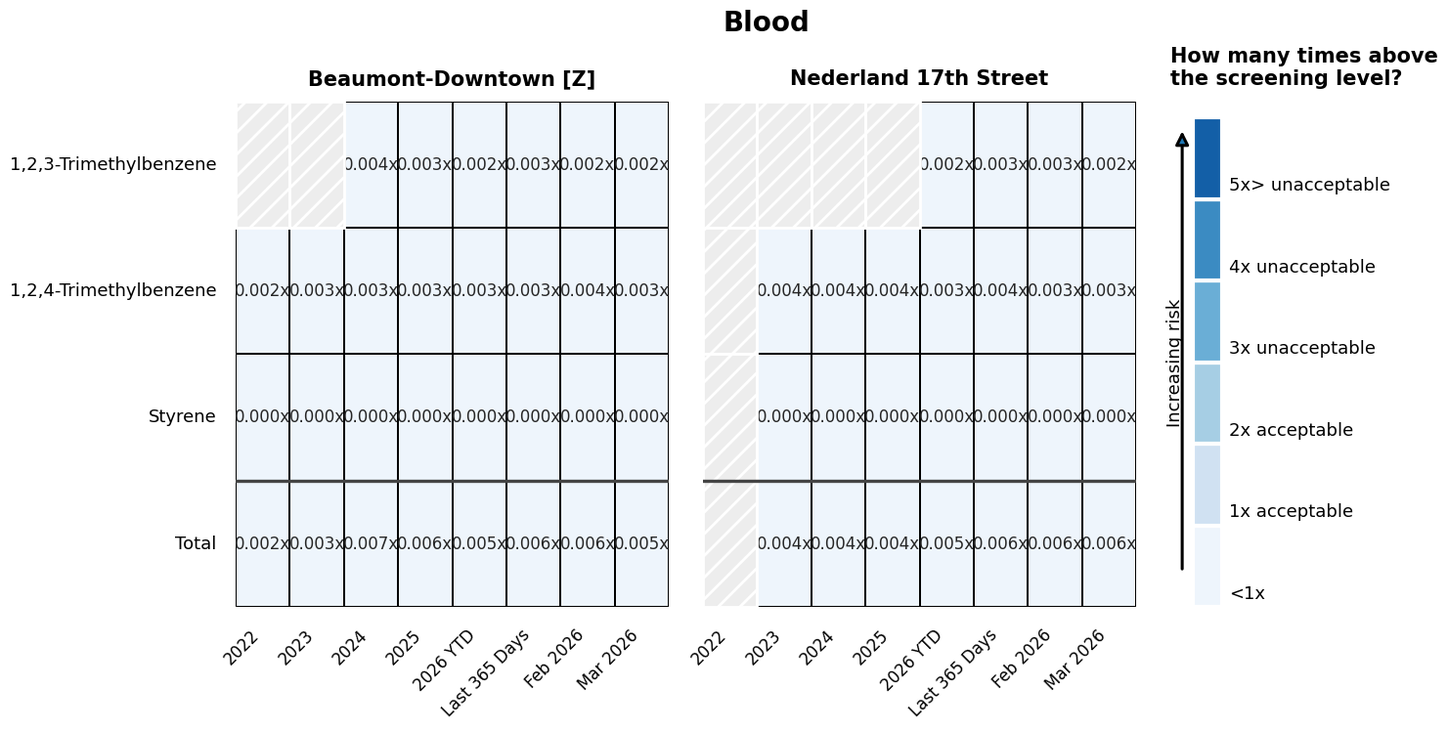 Blood
Beaumont-Downtown [Z]
Nederland 17th Street
How many times above
the screening level?
1,2,3-Trimethylbenzene
0.004x 0.003x 0.002x 0.003x 0.002x 0.002x
0.002x 0.003x 0.003x 0.002x
1,2,4-Trimethylbenzene
0.002x 0.003x 0.003x 0.003x 0.003x 0.003x 0.004x 0.003x
0.004x 0.004x 0.004x 0.003x 0.004x 0.003x 0.003x
Styrene
0.000x 0.000x 0.000x 0.000x 0.000x 0.000x 0.000x 0.000x
0.000x 0.000x 0.000x 0.000x 0.000x 0.000x 0.000x
Total
0.002x 0.003x 0.007x 0.006x 0.005x 0.006x 0.006x 0.005x
0.004x 0.004x 0.004x 0.005x 0.006x 0.006x 0.006x
2022 2023 2024 2025 2026 YTD Last 365 Days Feb 2026 Mar 2026
2022 2023 2024 2025 2026 YTD Last 365 Days Feb 2026 Mar 2026
Increasing risk
5x> unacceptable
4x unacceptable
3x unacceptable
2x acceptable
1x acceptable
<1x